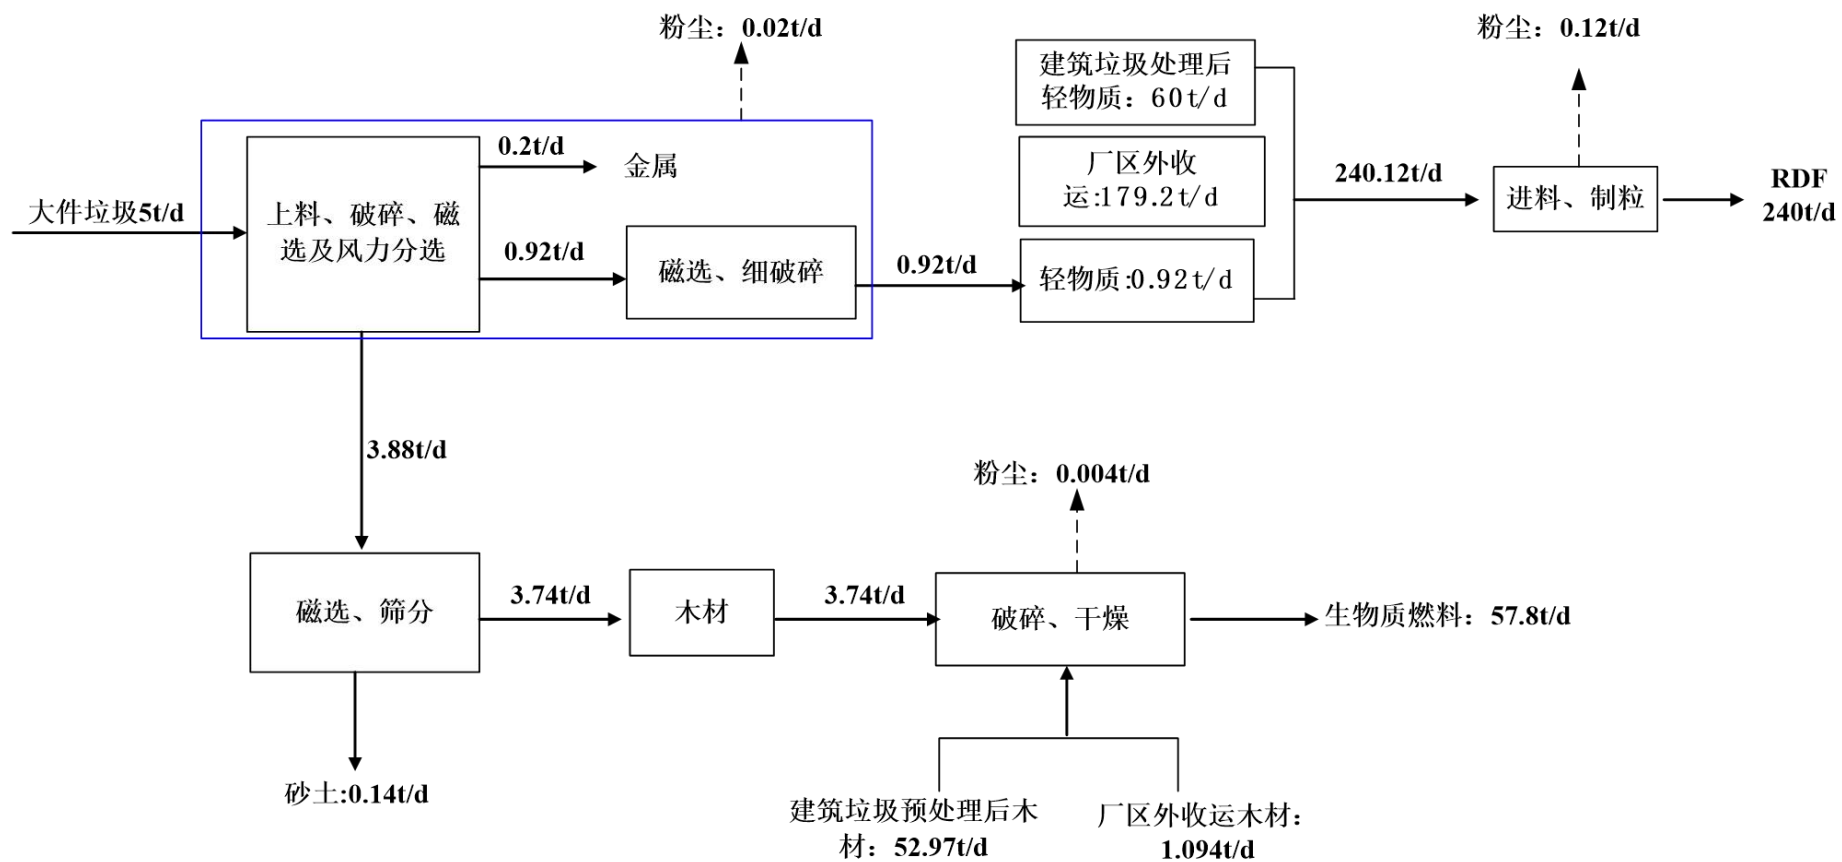 粉尘：0.02t/d
粉尘：0.12t/d
建筑垃圾处理后
轻物质：60t/d
0.2t/d
金属
厂区外收
运:179.2t/d
240.12t/d
RDF
240t/d
进料、制粒
大件垃圾5t/d
上料、破碎、磁
选及风力分选
0.92t/d
磁选、细破碎
0.92t/d
轻物质:0.92t/d
3.88t/d
粉尘：0.004t/d
磁选、筛分
3.74t/d
木材
3.74t/d
破碎、干燥
生物质燃料：57.8t/d
砂土:0.14t/d
建筑垃圾预处理后木
材：52.97t/d
厂区外收运木材：
1.094t/d